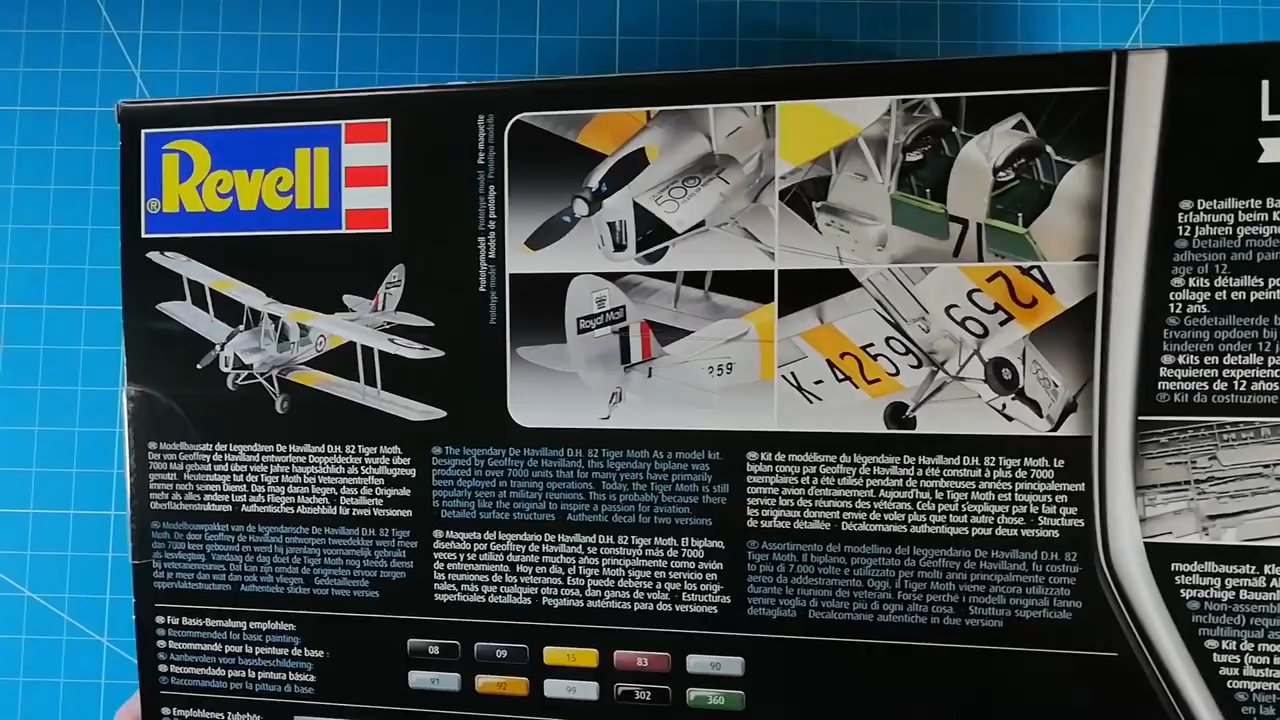 Revell
®
Prototypmodell · Prototype model · Pre-maquette
Prototype-model · Modelo de prototipo · Prototipo modello
500
71
Royal Mail
259
K-4259
4259
Modellbausatz der Legendären De Havilland D.H. 82 Tiger Moth.
Der von Geoffrey de Havilland entworfene Doppeldecker wurde über
7000 Mal gebaut und über viele Jahre hauptsächlich als Schulflugzeug
genutzt. Heutzutage tut der Tiger Moth bei Veteranentreffen
immer noch seinen Dienst. Das mag daran liegen, dass die Originale
mehr als alles andere Lust aufs Fliegen Machen. · Detaillierte
Oberflächenstrukturen · Authentisches Abziehbild für zwei Versionen
Modelbouwpakket van de legendarische De Havilland D.H. 82 Tiger
Moth. De door Geoffrey de Havilland ontworpen tweedekker werd meer
dan 7000 keer gebouwd en werd hij jarenlang voornamelijk gebruikt
als lesvliegtuig. Vandaag de dag doet de Tiger Moth nog steeds dienst
bij veteranenreünies. Dat kan zijn omdat de originelen ervoor zorgen
dat je meer dan wat dan ook wilt vliegen. · Gedetailleerde
oppervlaktestructuren · Authentieke sticker voor twee versies
The legendary De Havilland D.H. 82 Tiger Moth As a model kit.
Designed by Geoffrey de Havilland, this legendary biplane was
produced in over 7000 units that for many years have primarily
been deployed in training operations. Today, the Tiger Moth is still
popularly seen at military reunions. This is probably because there
is nothing like the original to inspire a passion for aviation.
· Detailed surface structures · Authentic decal for two versions
Maqueta del legendario De Havilland D.H. 82 Tiger Moth. El biplano,
diseñado por Geoffrey de Havilland, se construyó más de 7000
veces y se utilizó durante muchos años principalmente como avión
de entrenamiento. Hoy en día, el Tigre Moth sigue en servicio en
las reuniones de los veteranos. Esto puede deberse a que los origi-
nales, más que cualquier otra cosa, dan ganas de volar. · Estructuras
superficiales detalladas · Pegatinas auténticas para dos versiones
Kit de modélisme du légendaire De Havilland D.H. 82 Tiger Moth. Le
biplan conçu par Geoffrey de Havilland a été construit à plus de 7000
exemplaires et a été utilisé pendant de nombreuses années principalement
comme avion d'entraînement. Aujourd'hui, le Tiger Moth est toujours en
service lors des réunions des vétérans. Cela peut s'expliquer par le fait que
les originaux donnent envie de voler plus que tout autre chose. · Structures
de surface détaillée · Décalcomanies authentiques pour deux versions
Assortimento del modellino del leggendario De Havilland D.H. 82
Tiger Moth. Il biplano, progettato da Geoffrey de Havilland, fu costrui-
to più di 7.000 volte e utilizzato per molti anni principalmente come
aereo da addestramento. Oggi, il Tiger Moth viene ancora utilizzato
durante le riunioni dei veterani. Forse perché i modelli originali fanno
venire voglia di volare più di ogni altra cosa. · Struttura superficiale
dettagliata · Decalcomanie autentiche in due versioni
Für Basis-Bemalung empfohlen:
Recommended for basic painting:
Recommandé pour la peinture de base :
Aanbevolen voor basisbeschildering:
Recomendado para la pintura básica:
Raccomandato per la pittura di base:
08 09 15 83 90
91 92 99 302 360
Empfohlenes Zubehör:
Detaillierte Ba
Erfahrung beim K
12 Jahren geeign
Detailed mode
adhesion and pain
age of 12.
Kits détaillés po
collage et en peint
12 ans.
Gedetailleerde b
Ervaring opdoen bij
kinderen onder 12 j
Kits en detalle pa
Requieren experienc
menores de 12 años
Kit da costruzione
modellbausatz. Kle
stellung gemäß A
sprachige Bauanl
Non-assemb
included) requi
multilingual as
Kit de mod
tures (non in
aux illustra
comprend
Niet-
en lak